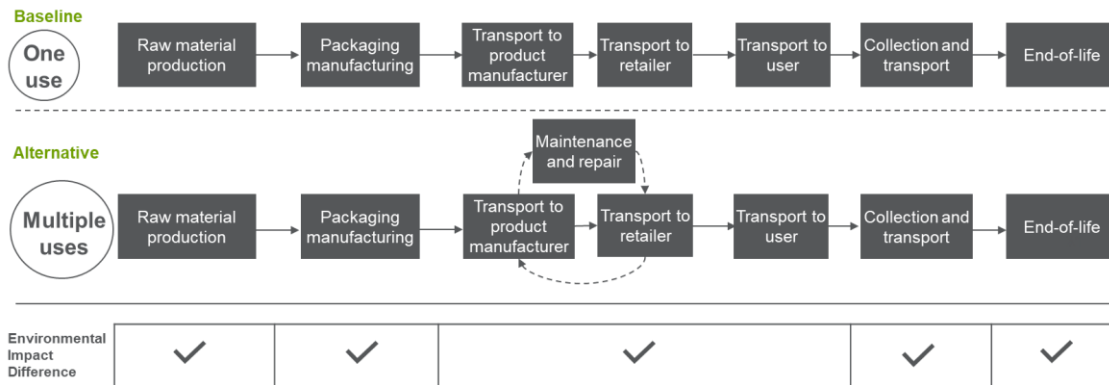 Baseline
One
use
Raw material
production
Packaging
manufacturing
Transport to
product
manufacturer
Transport to
retailer
Transport to
user
Collection and
transport
End-of-life
Alternative
Maintenance
and repair
Multiple
uses
Raw material
production
Packaging
manufacturing
Transport to
product
manufacturer
Transport to
retailer
Transport to
user
Collection and
transport
End-of-life
Environmental
Impact
Difference